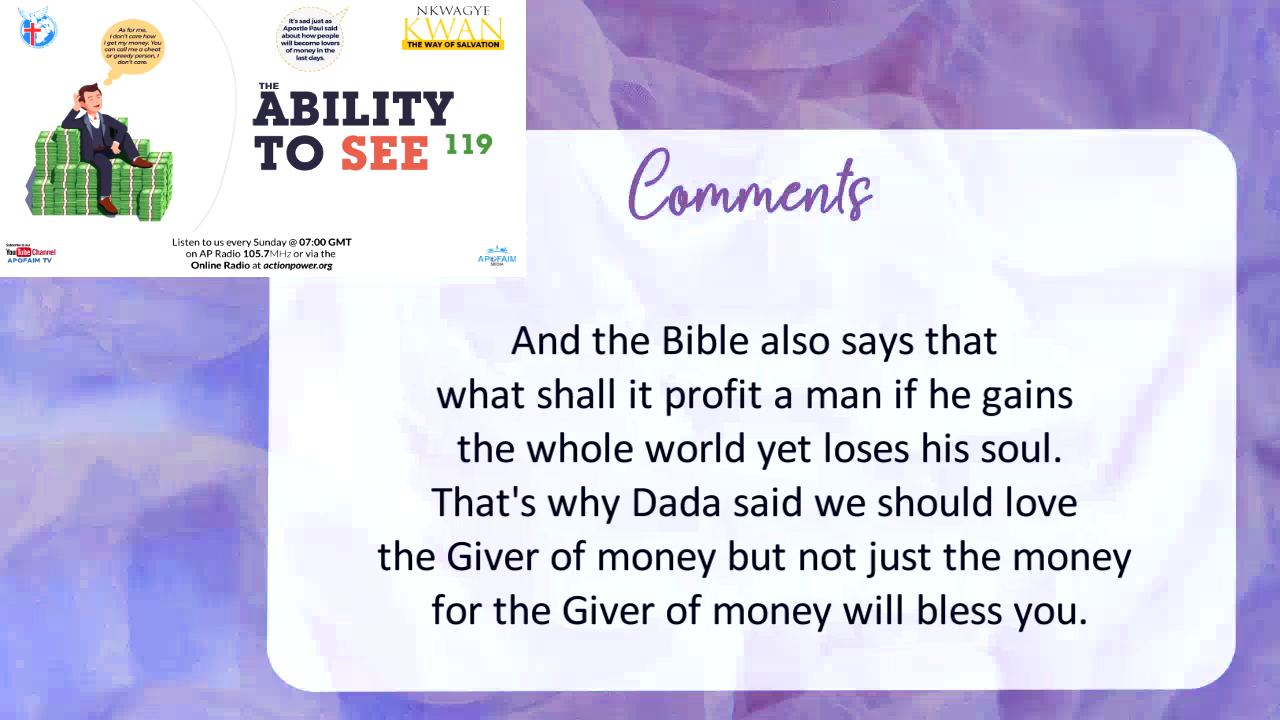 As for me,
I don't care how
I get my money. You
can call me a cheat
or greedy person, I
don't care.
It's sad just as
Apostle Paul said
about how people
will become lovers
of money in the
last days.
NKWAGYE
KWAN
THE WAY OF SALVATION
THE
ABILITY
TO SEE 119
Subscribe to our
YouTube Channel
APOFAIM TV
Listen to us every Sunday @ 07:00 GMT
on AP Radio 105.7MHz or via the
Online Radio at actionpower.org
APOFAIM
MEDIA
Comments
And the Bible also says that
what shall it profit a man if he gains
the whole world yet loses his soul.
That's why Dada said we should love
the Giver of money but not just the money
for the Giver of money will bless you.